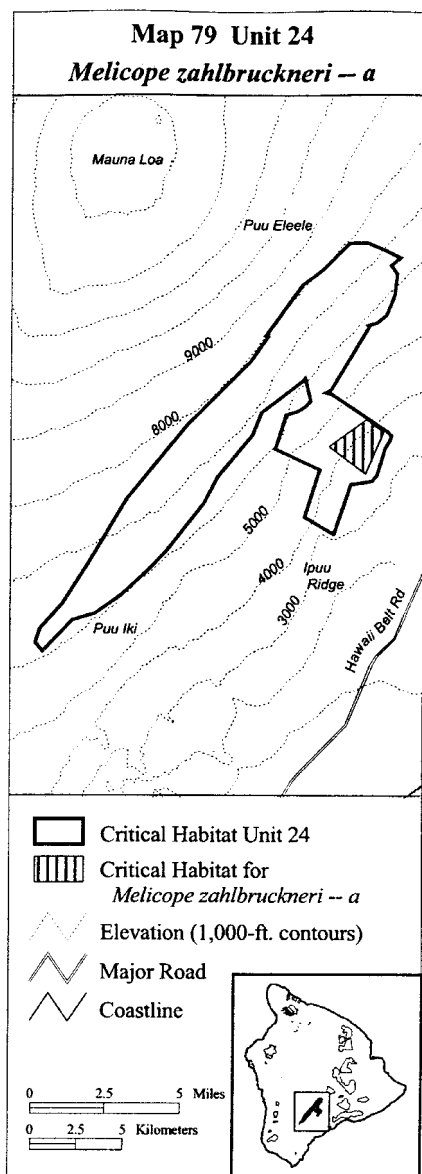 Map 79 Unit 24
Melicope zahlbruckneri -- a
Mauna Loa
Puu Eleele
9000
8000
5000
4000
3000
Ipuu
Ridge
Puu Iki
Hawaii Belt Rd
Critical Habitat Unit 24
Critical Habitat for
Melicope zahlbruckneri -- a
Elevation (1,000-ft. contours)
Major Road
Coastline
0 2.5 5 Miles
0 2.5 5 Kilometers